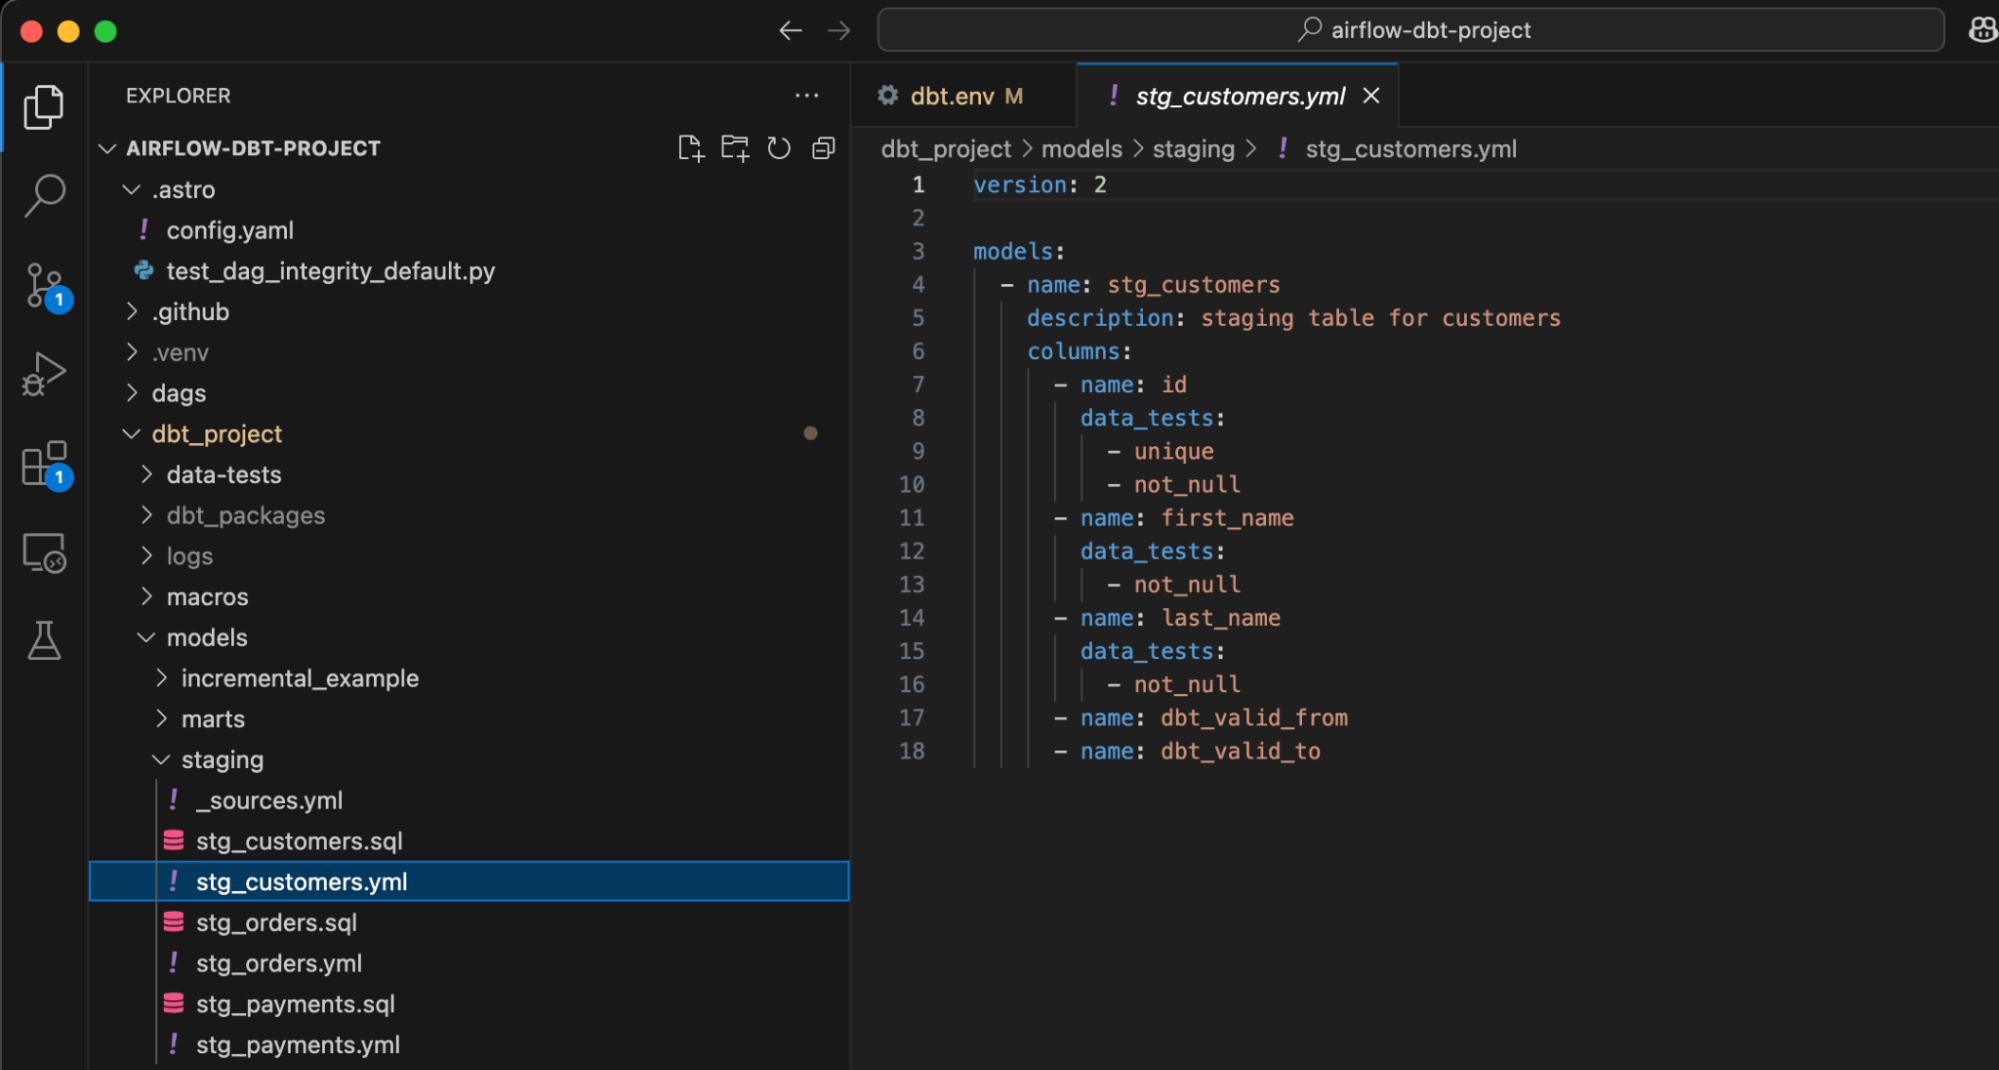 airflow-dbt-project
EXPLORER
AIRFLOW-DBT-PROJECT
.astro
! config.yaml
test_dag_integrity_default.py
.github
.venv
dags
dbt_project
data-tests
dbt_packages
logs
macros
models
incremental_example
marts
staging
! _sources.yml
stg_customers.sql
! stg_customers.yml
stg_orders.sql
! stg_orders.yml
stg_payments.sql
! stg_payments.yml
1
1
dbt.env M
! stg_customers.yml
dbt_project > models > staging > ! stg_customers.yml
1 version: 2
2
3 models:
4 - name: stg_customers
5 description: staging table for customers
6 columns:
7 - name: id
8 data_tests:
9 - unique
10 - not_null
11 - name: first_name
12 data_tests:
13 - not_null
14 - name: last_name
15 data_tests:
16 - not_null
17 - name: dbt_valid_from
18 - name: dbt_valid_to